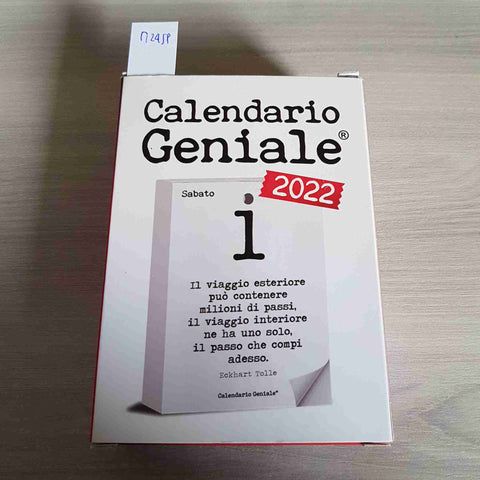 Calendario
Geniale®
2022
Sabato
i
Il viaggio esteriore
può contenere
milioni di passi,
il viaggio interiore
ne ha uno solo,
il passo che compi
adesso.
Eckhart Tolle
Calendario Geniale®